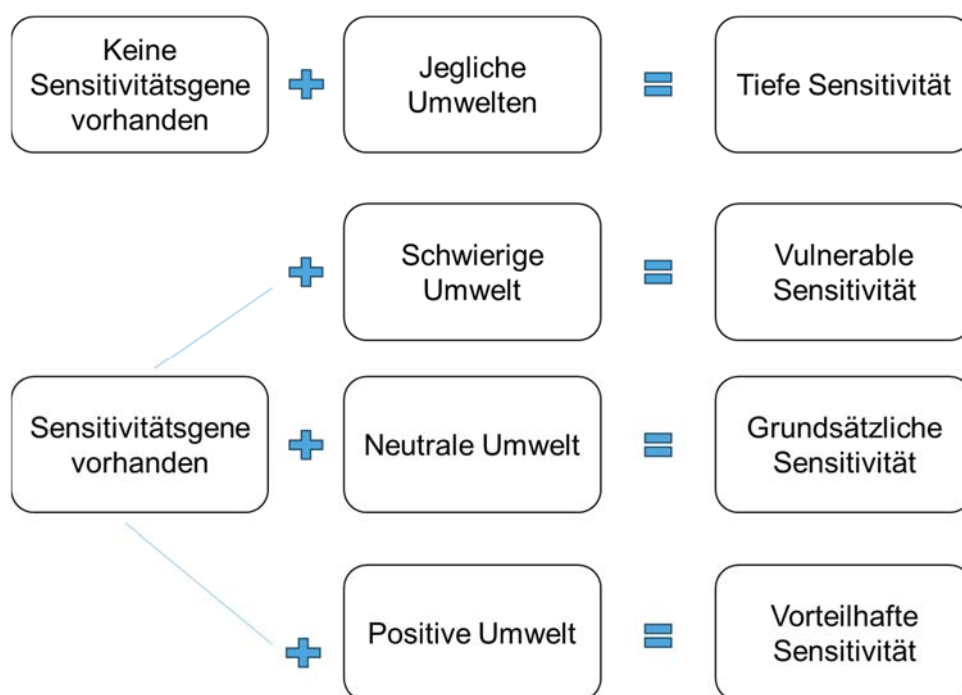 Keine
Sensitivitätsgene
vorhanden
Jegliche
Umwelten
Tiefe Sensitivität
Schwierige
Umwelt
Vulnerable
Sensitivität
Sensitivitätsgene
vorhanden
Neutrale Umwelt
Grundsätzliche
Sensitivität
Positive Umwelt
Vorteilhafte
Sensitivität